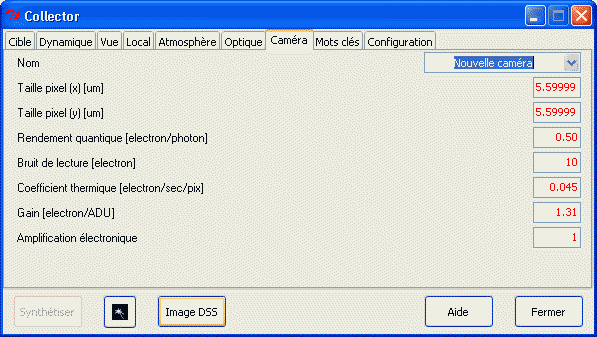 Collector
Cible Dynamique Vue Local Atmosphère Optique Caméra Mots clés Configuration
Nom Nouvelle caméra
Taille pixel (x) [um] 5.59999
Taille pixel (y) [um] 5.59999
Rendement quantique [electron/photon] 0.50
Bruit de lecture [electron] 10
Coefficient thermique [electron/sec/pix] 0.045
Gain [electron/ADU] 1.31
Amplification électronique 1
Synthétiser Image DSS Aide Fermer